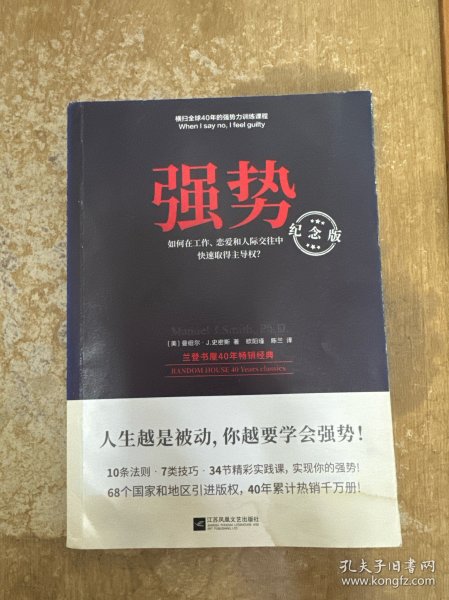 横扫全球40年的强势力训练课程
When I say no, I feel guilty
强势
纪念版
如何在工作、恋爱和人际交往中
快速取得主导权?
Manuel J.Smith, Ph.D.
(美)曼纽尔·J.史密斯 著 欧阳瑾 陈兰 译
兰登书屋40年畅销经典
RANDOM HOUSE 40 Years classics
人生越是被动,你越要学会强势!
10条法则·7类技巧·34节精彩实践课,实现你的强势!
68个国家和地区引进版权,40年累计热销千万册!
江苏凤凰文艺出版社
孔夫子旧书网
www.kongfz.com